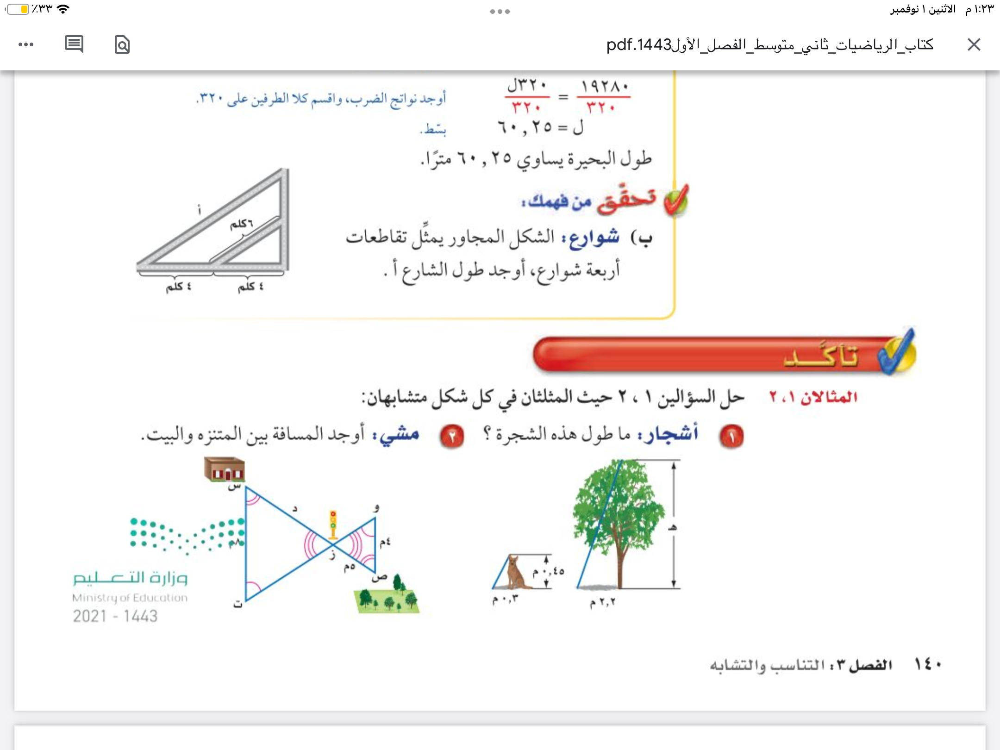 ١:٢٣ م الاثنين ١ نوفمبر
٪٣٣
كتاب_الرياضيات_ثاني_متوسط_الفصل_الأول1443.pdf
١٩٢٨٠ / ٣٢٠ = ٣٢٠ل / ٣٢٠ أوجد نواتج الضرب، واقسم كلا الطرفين على ٣٢٠.
ل = ٦٠,٢٥ بسّط.
طول البحيرة يساوي ٦٠,٢٥ مترًا.
تحقَّق من فهمك:
ب) شوارع: الشكل المجاور يمثِّل تقاطعات
أربعة شوارع، أوجد طول الشارع أ.
أ
٦كلم
٤ كلم
٤ كلم
تأكَّد
المثالان ١، ٢ حل السؤالين ١ ، ٢ حيث المثلثان في كل شكل متشابهان:
١ أشجار: ما طول هذه الشجرة ؟
هـ
٠,٤٥ م
٢,٢ م
٠,٣ م
٢ مشي: أوجد المسافة بين المتنزه والبيت.
س
د
و
٤م
٨م
ز
٥م
ص
ت
وزارة التعليم
Ministry of Education
2021 - 1443
١٤٠ الفصل ٣: التناسب والتشابه